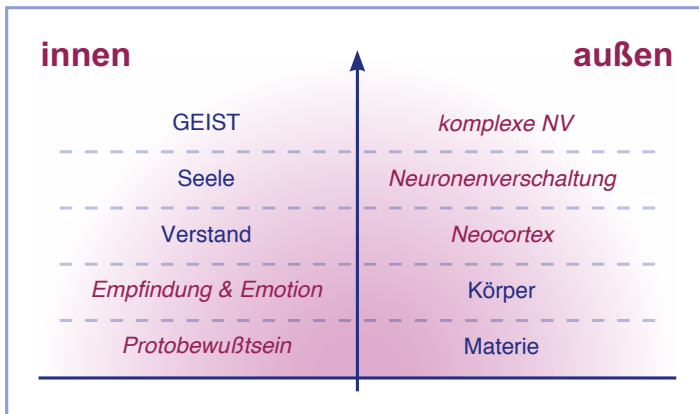 innen außen
GEIST komplexe NV
Seele Neuronenverschaltung
Verstand Neocortex
Empfindung & Emotion Körper
Protobewußtsein Materie